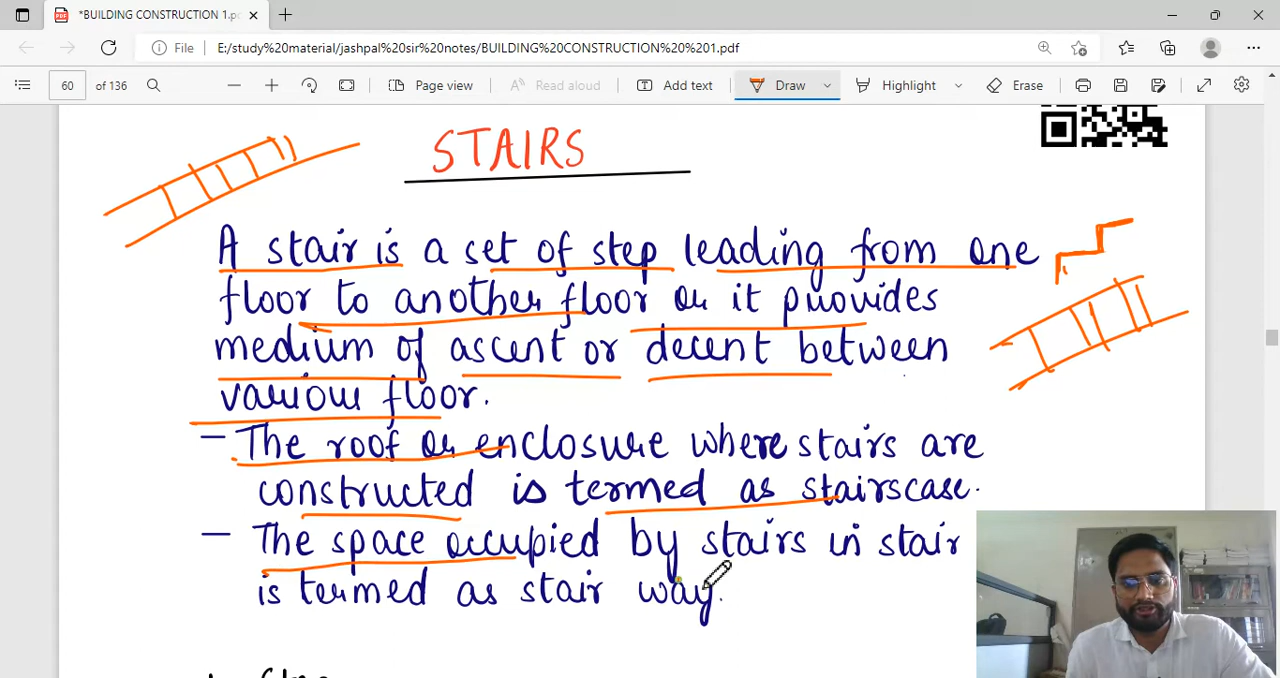 *BUILDING CONSTRUCTION 1.p
File E:/study%20material/jashpal%20sir%20notes/BUILDING%20CONSTRUCTION%20%201.pdf
60 of 136 Page view Read aloud Add text Draw Highlight Erase
STAIRS
A stair is a set of step leading from one
floor to another floor or it provides
medium of ascent or decent between
various floor.
- The roof or enclosure where stairs are
constructed is termed as stairscase.
- The space occupied by stairs in stair
is termed as stair way.